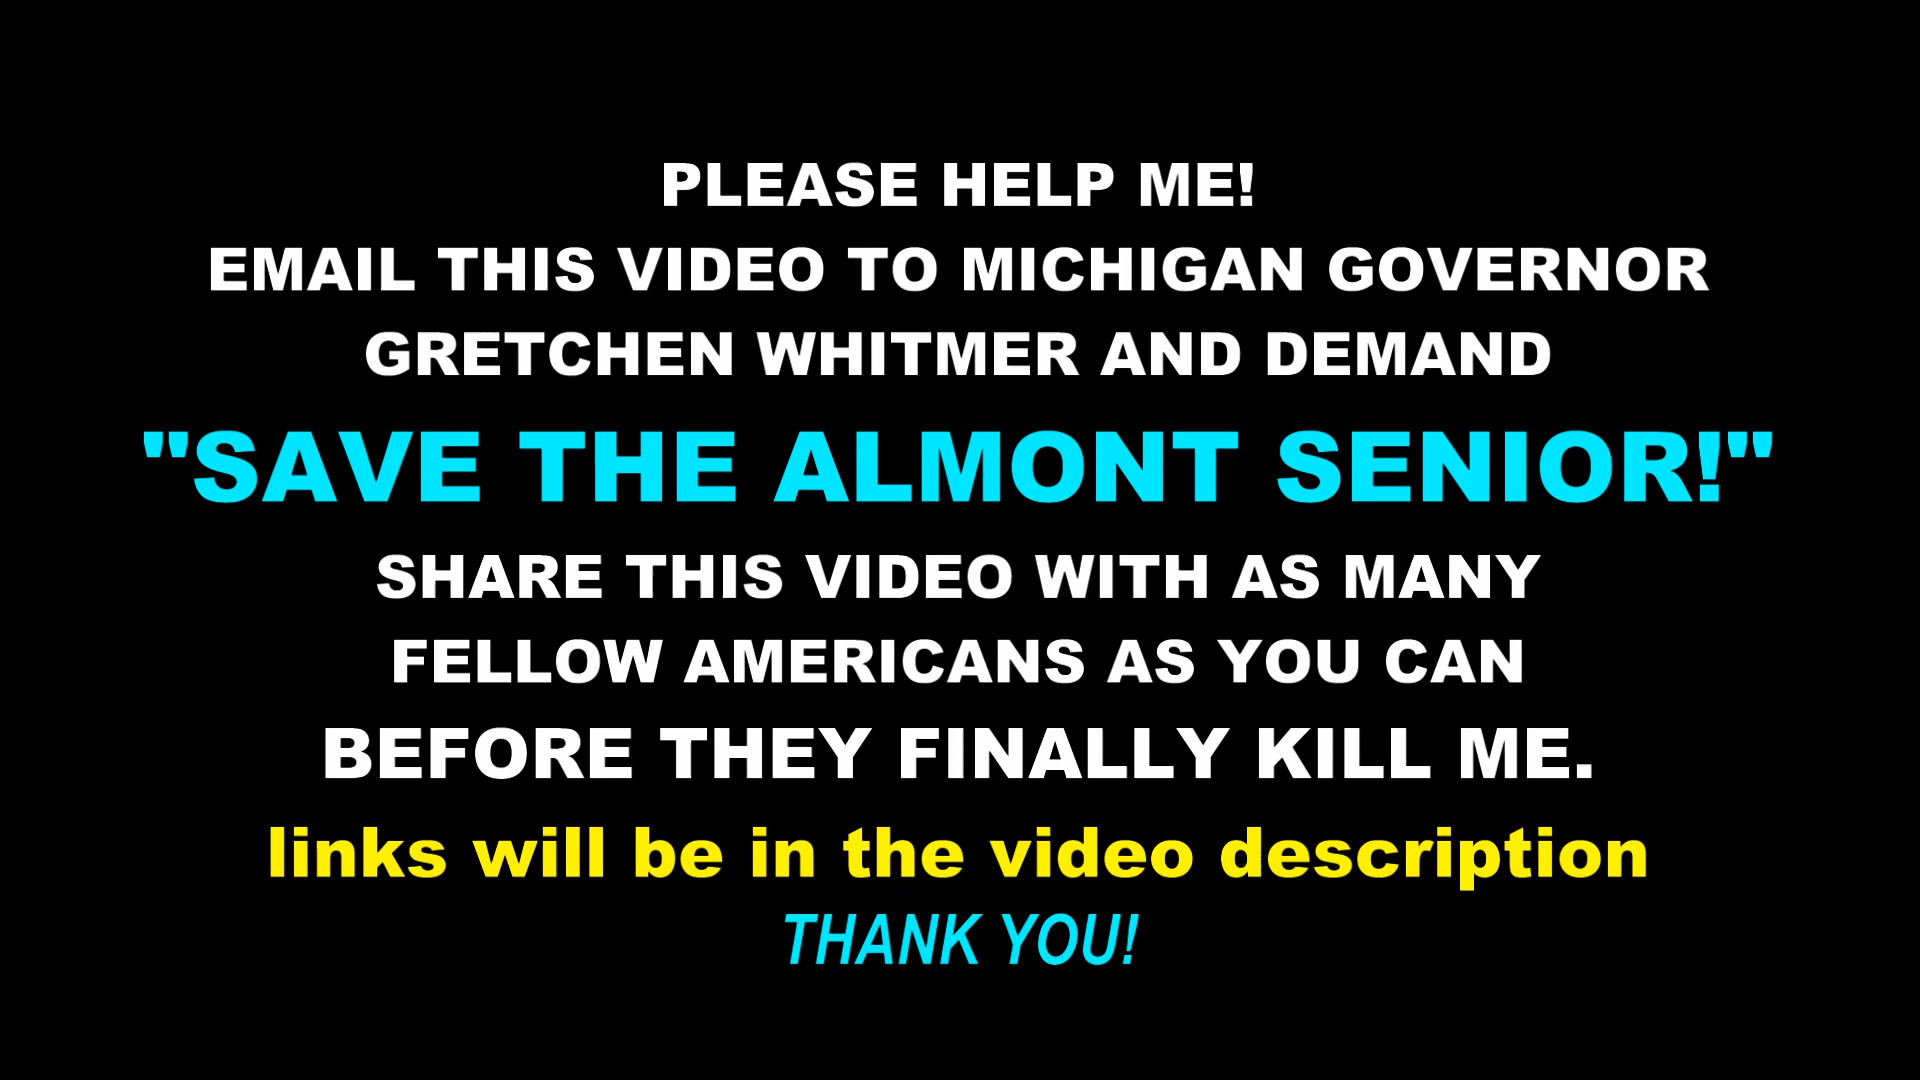 PLEASE HELP ME!
EMAIL THIS VIDEO TO MICHIGAN GOVERNOR
GRETCHEN WHITMER AND DEMAND
"SAVE THE ALMONT SENIOR!"
SHARE THIS VIDEO WITH AS MANY
FELLOW AMERICANS AS YOU CAN
BEFORE THEY FINALLY KILL ME.
links will be in the video description
THANK YOU!